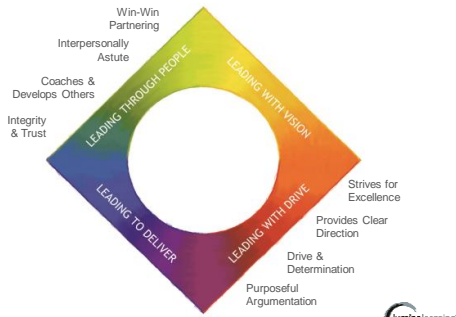 Win-Win
Partnering
Interpersonally
Astute
Coaches &
Develops Others
Integrity
& Trust
LEADING THROUGH PEOPLE
LEADING WITH VISION
LEADING TO DELIVER
LEADING WITH DRIVE
Strives for
Excellence
Provides Clear
Direction
Drive &
Determination
Purposeful
Argumentation